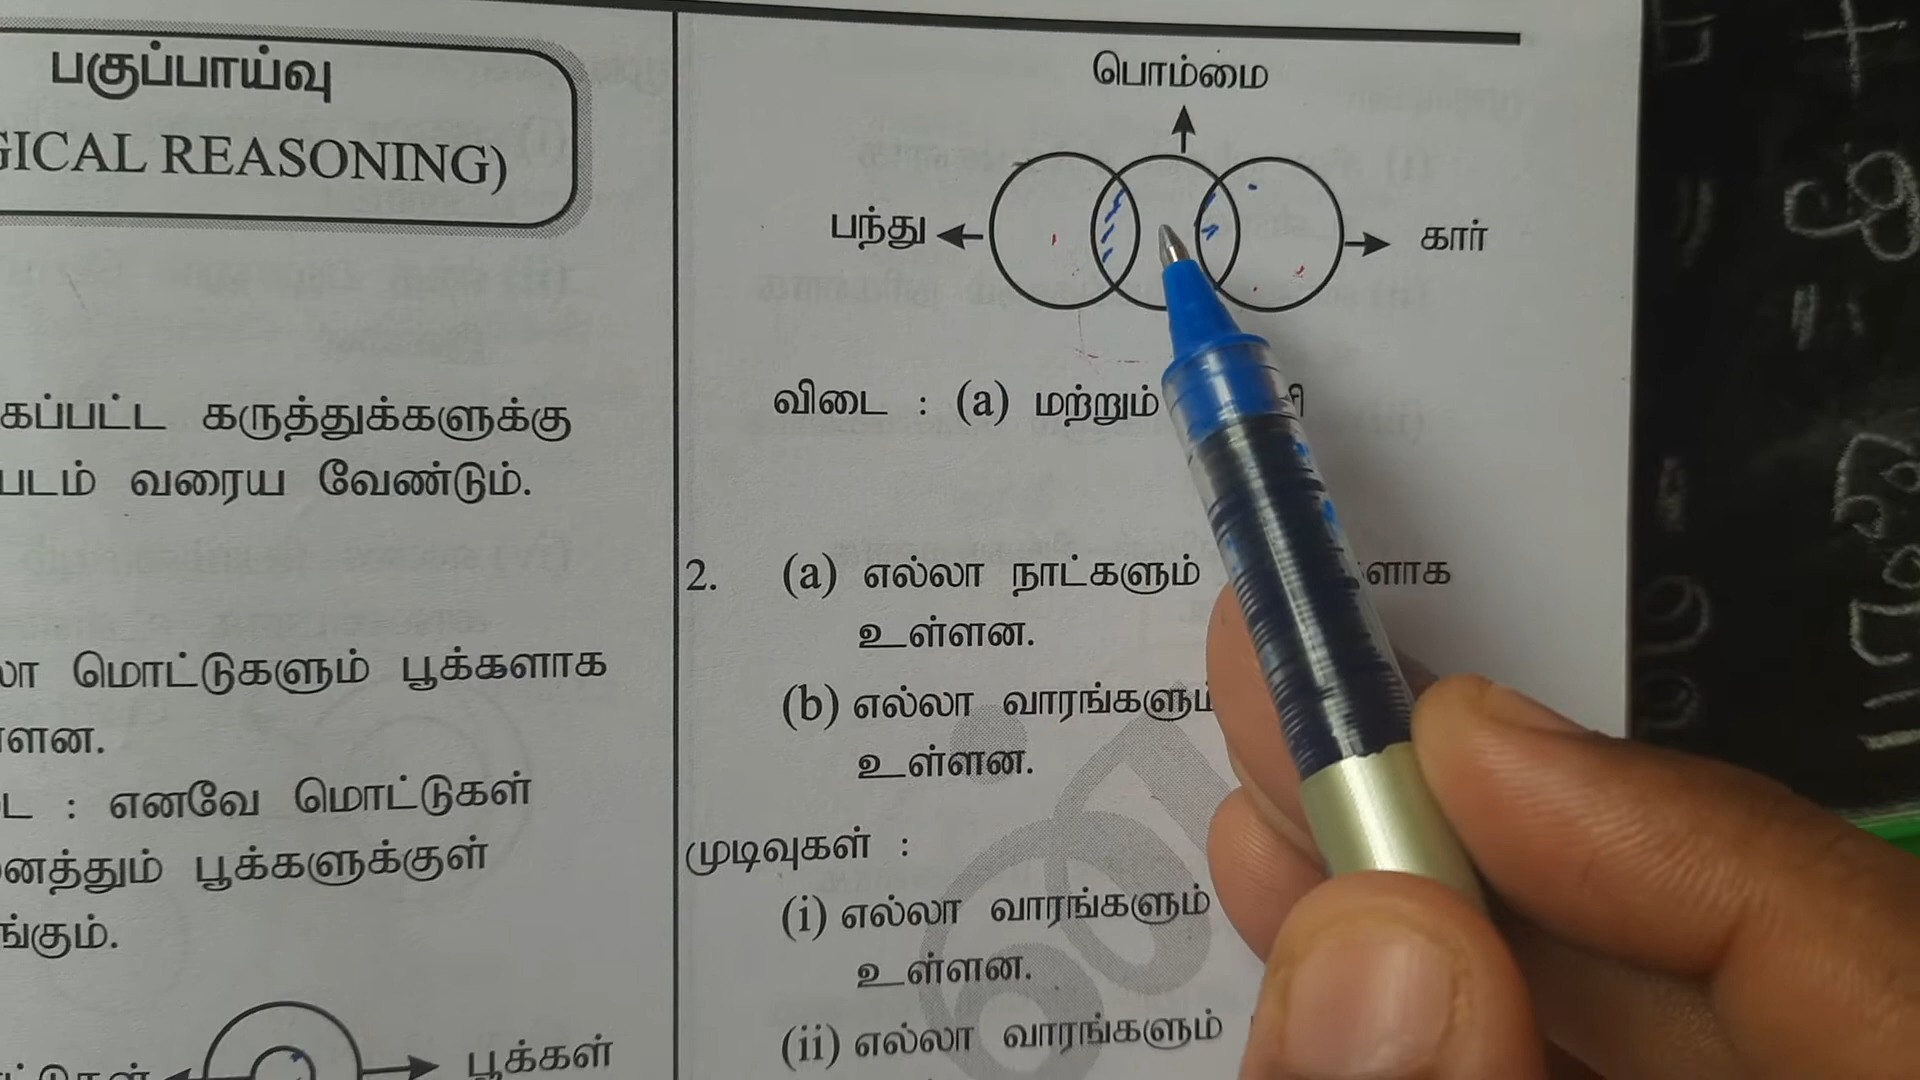 பகுப்பாய்வு
GICAL REASONING)
கப்பட்ட கருத்துக்களுக்கு
படம் வரைய வேண்டும்.
லா மொட்டுகளும் பூக்களாக
ளன.
டை : எனவே மொட்டுகள்
னைத்தும் பூக்களுக்குள்
ங்கும்.
பூக்கள்
பொம்மை
பந்து
கார்
விடை : (a) மற்றும்
2. (a) எல்லா நாட்களும் களாக
உள்ளன.
(b) எல்லா வாரங்களும்
உள்ளன.
முடிவுகள் :
(i) எல்லா வாரங்களும்
உள்ளன.
(ii) எல்லா வாரங்களும்